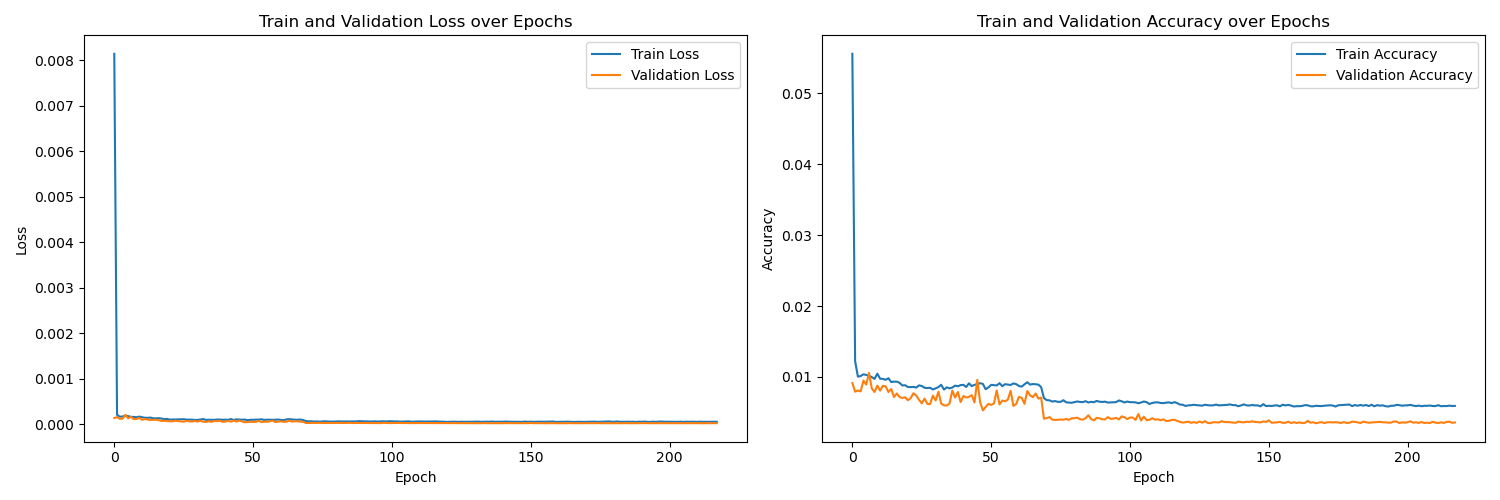 Train and Validation Loss over Epochs
Train Loss
Validation Loss
0.008
0.007
0.006
0.005
0.004
0.003
0.002
0.001
0.000
Loss
0
50
100
150
200
Epoch
Train and Validation Accuracy over Epochs
Train Accuracy
Validation Accuracy
0.05
0.04
0.03
0.02
0.01
Accuracy
0
50
100
150
200
Epoch